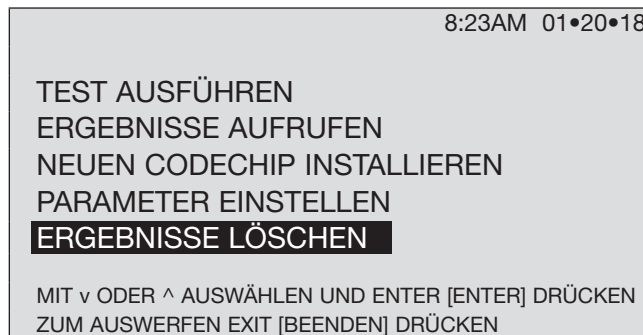 8:23AM 01•20•18
TEST AUSFÜHREN
ERGEBNISSE AUFRUFEN
NEUEN CODECHIP INSTALLIEREN
PARAMETER EINSTELLEN
ERGEBNISSE LÖSCHEN
MIT v ODER ^ AUSWÄHLEN UND ENTER [ENTER] DRÜCKEN
ZUM AUSWERFEN EXIT [BEENDEN] DRÜCKEN